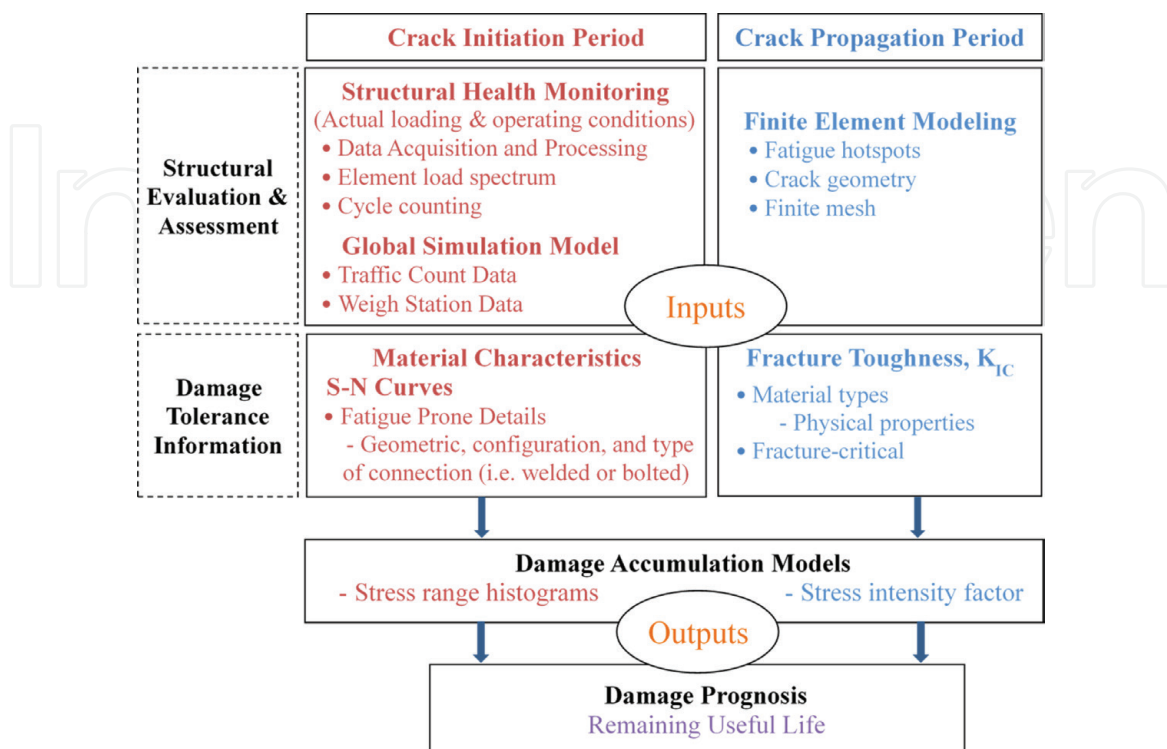 Crack Initiation Period
Crack Propagation Period
Structural
Evaluation &
Assessment
Structural Health Monitoring
(Actual loading & operating conditions)
• Data Acquisition and Processing
• Element load spectrum
• Cycle counting
Global Simulation Model
• Traffic Count Data
• Weigh Station Data
Finite Element Modeling
• Fatigue hotspots
• Crack geometry
• Finite mesh
Inputs
Damage
Tolerance
Information
Material Characteristics
S-N Curves
• Fatigue Prone Details
- Geometric, configuration, and type
of connection (i.e. welded or bolted)
Fracture Toughness, K_IC
• Material types
- Physical properties
• Fracture-critical
Damage Accumulation Models
- Stress range histograms
- Stress intensity factor
Outputs
Damage Prognosis
Remaining Useful Life